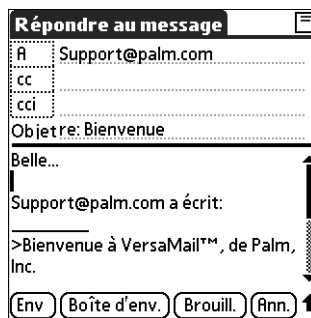 Répondre au message
A Support@palm.com
cc
cci
Objet re: Bienvenue
Belle...
Support@palm.com a écrit:
>Bienvenue à VersaMail™, de Palm,
Inc.
Env Boîte d'env. Brouill. Ann.